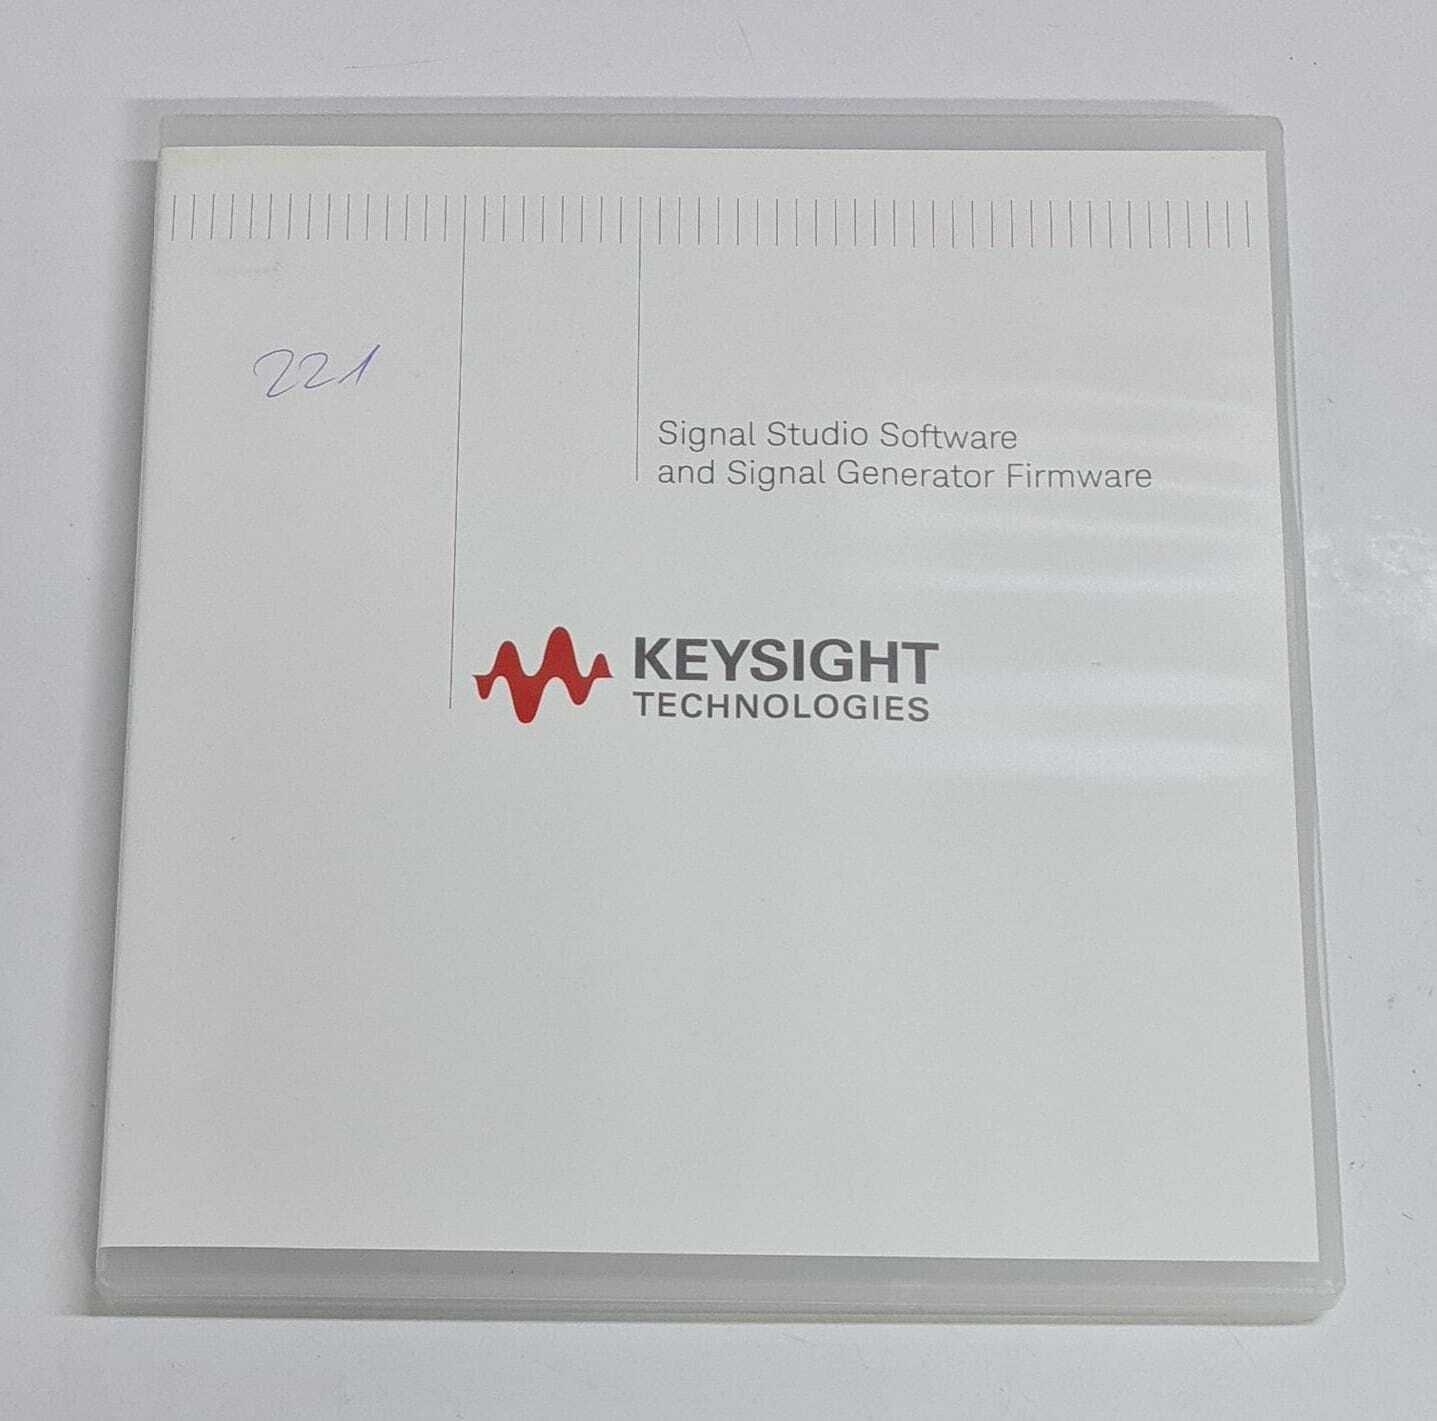 221
Signal Studio Software
and Signal Generator Firmware
KEYSIGHT
TECHNOLOGIES